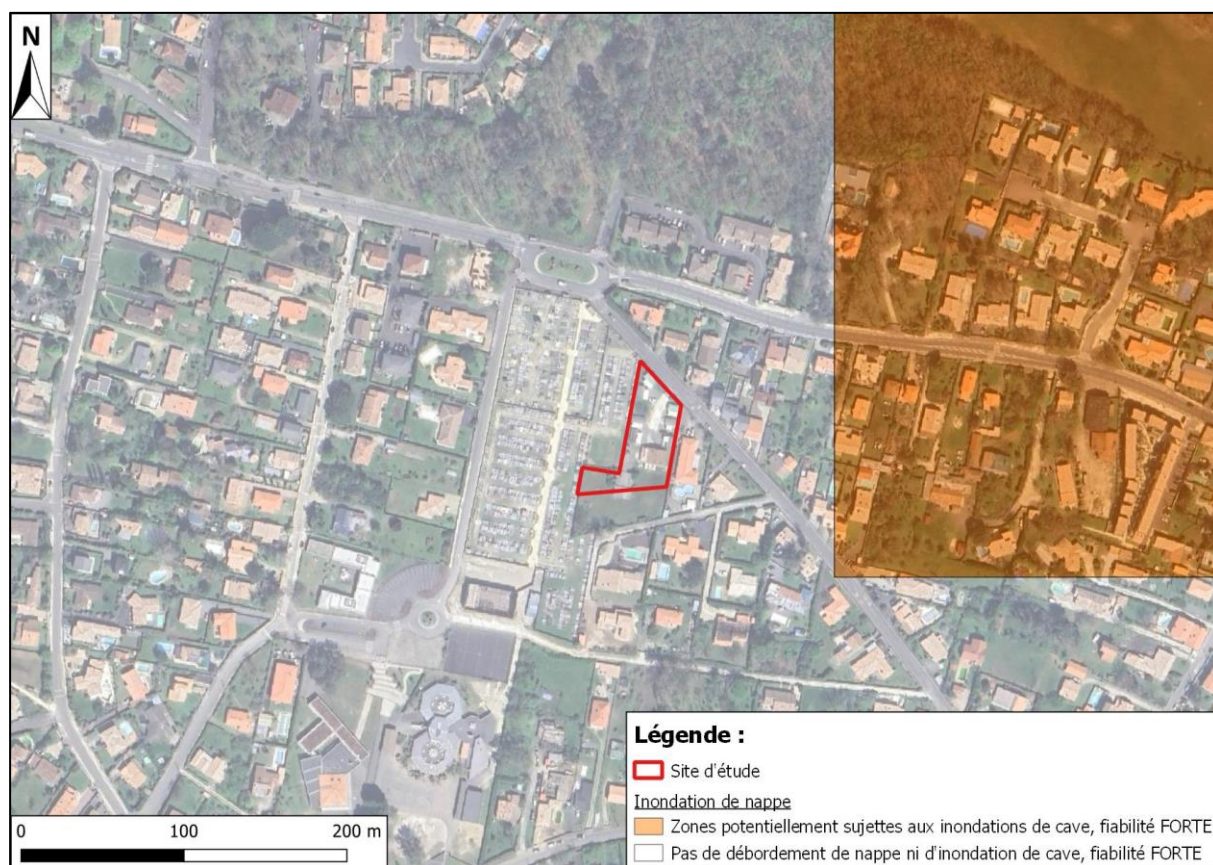 N
Légende :
Site d'étude
Inondation de nappe
Zones potentiellement sujettes aux inondations de cave, fiabilité FORTE
Pas de débordement de nappe ni d'inondation de cave, fiabilité FORTE
0 100 200 m